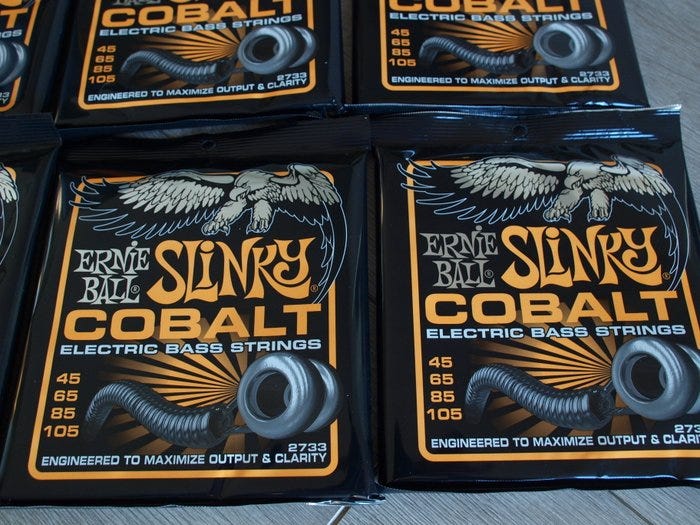 COBALT
ELECTRIC BASS STRINGS
45
65
85
105
2733
ENGINEERED TO MAXIMIZE OUTPUT & CLARITY
COBALT
ELECTRIC BASS STRINGS
45
65
85
105
2733
ENGINEERED TO MAXIMIZE OUTPUT & CLARITY
ERNIE BALL® SLINKY®
COBALT
ELECTRIC BASS STRINGS
45
65
85
105
2733
ENGINEERED TO MAXIMIZE OUTPUT & CLARITY
ERNIE BALL® SLINKY®
COBALT
ELECTRIC BASS STRINGS
45
65
85
105
273
ENGINEERED TO MAXIMIZE OUTPUT & CLARI